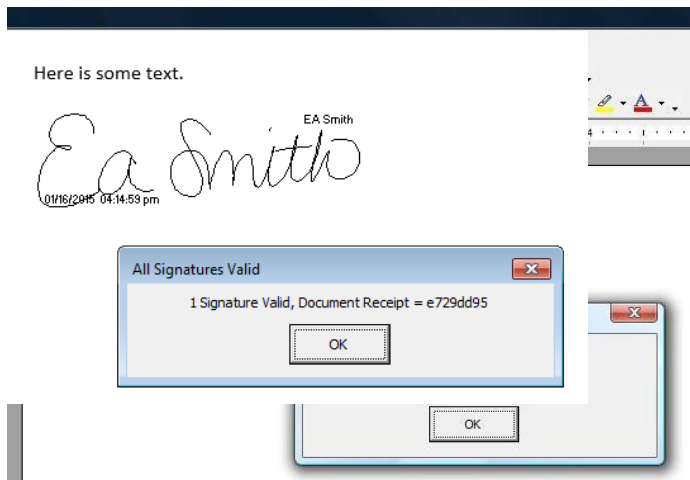 Here is some text.
EA Smith
Ea Smith
01/16/2015 04:14:59 pm
4
All Signatures Valid
1 Signature Valid, Document Receipt = e729dd95
OK
OK